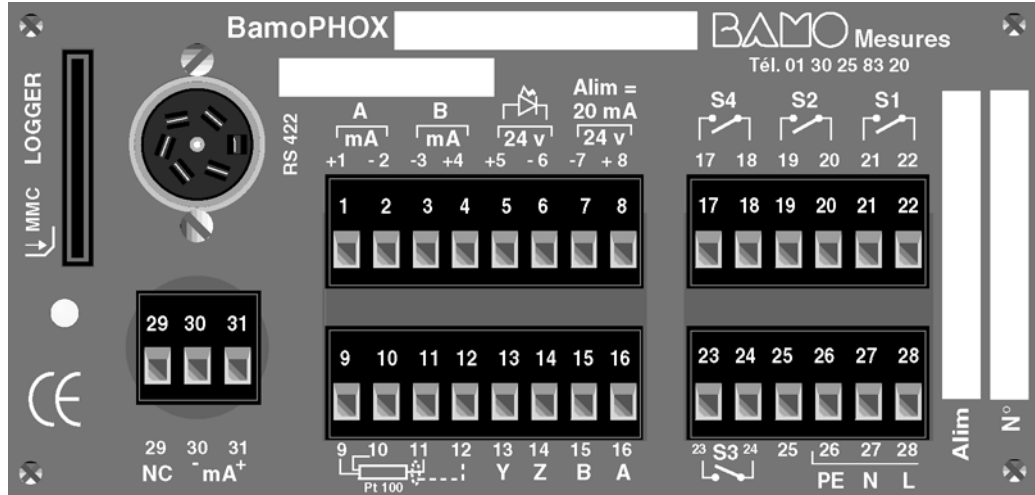 BamoPHOX
BAMO Mesures
Tél. 01 30 25 83 20
MMC LOGGER
RS 422
A B 24 v Alim =
mA mA 20 mA
24 v
S4 S2 S1
+1 - 2 -3 +4 +5 - 6 -7 + 8
17 18 19 20 21 22
1 2 3 4 5 6 7 8
17 18 19 20 21 22
29 30 31
9 10 11 12 13 14 15 16
23 24 25 26 27 28
CE
29 30 31
NC - mA +
9 10 11 12 13 14 15 16
Pt 100 Y Z B A
23 S3 24 25 26 27 28
PE N L
Alim
N°